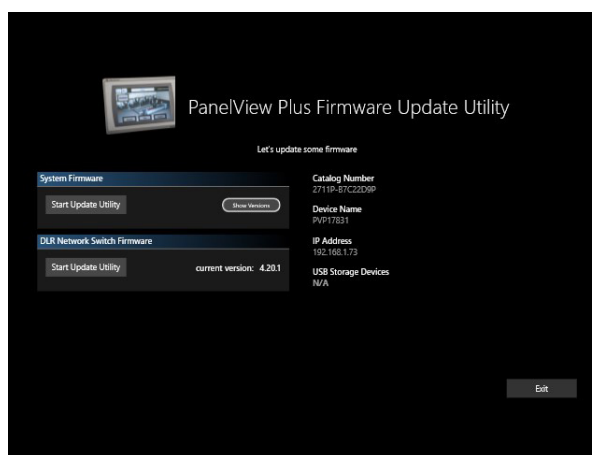 PanelView Plus Firmware Update Utility
Let's update some firmware
System Firmware
Start Update Utility
Show Versions
DLR Network Switch Firmware
Start Update Utility
current version: 4.20.1
Catalog Number
2711P-B7C22D9P
Device Name
PVP17831
IP Address
192.168.1.73
USB Storage Devices
N/A
Exit